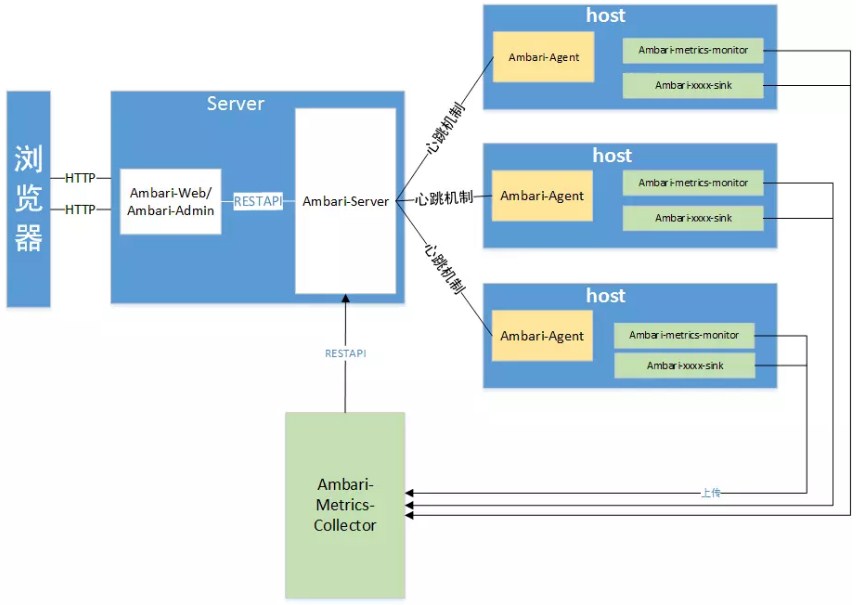 浏
览
器
HTTP
HTTP
Server
Ambari-Web/
Ambari-Admin
RESTAPI
Ambari-Server
心跳机制
心跳机制
心跳机制
host
Ambari-Agent
Ambari-metrics-monitor
Ambari-xxxx-sink
host
Ambari-Agent
Ambari-metrics-monitor
Ambari-xxxx-sink
host
Ambari-Agent
Ambari-metrics-monitor
Ambari-xxxx-sink
RESTAPI
Ambari-
Metrics-
Collector
上传